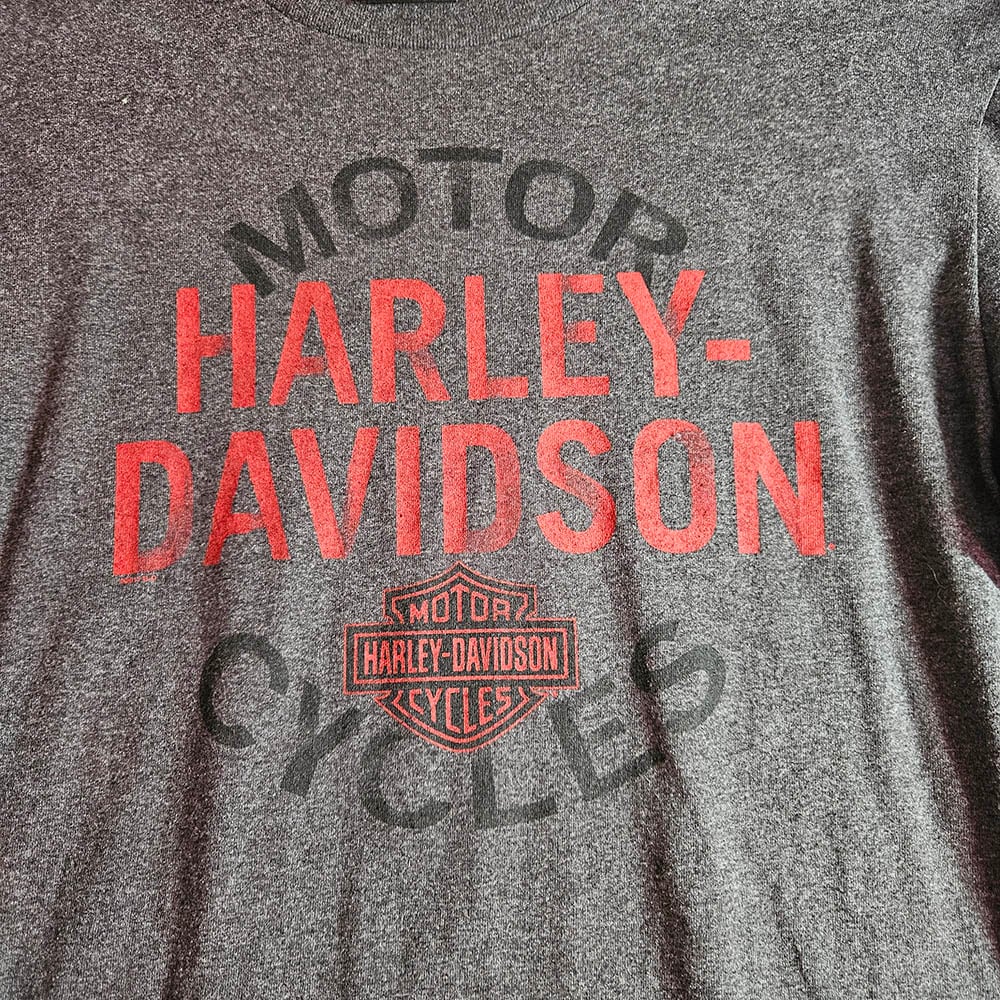 MOTOR
HARLEY-
DAVIDSON
MOTOR
HARLEY-DAVIDSON
CYCLES
CYCLES